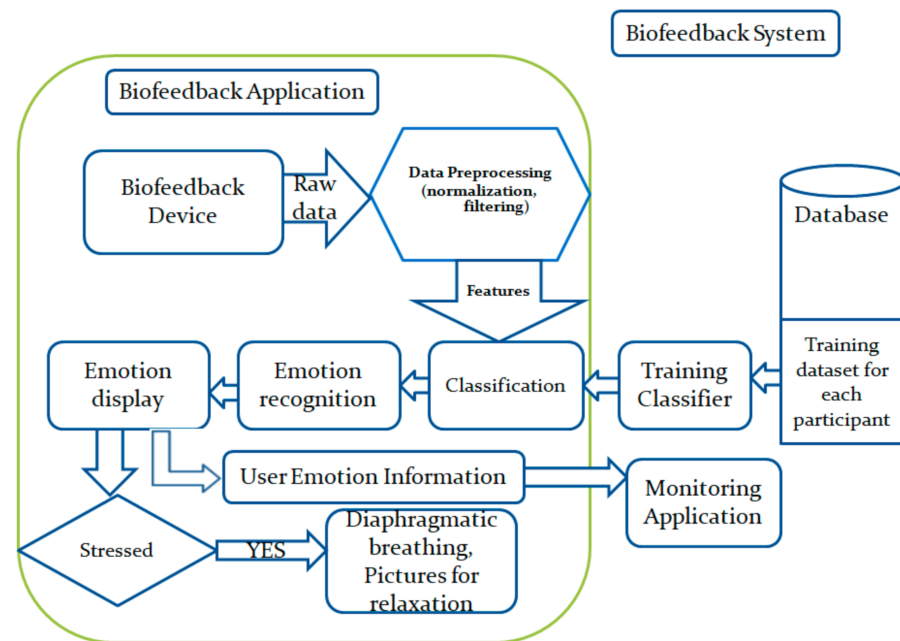 Biofeedback System
Biofeedback Application
Biofeedback
Device
Raw
data
Data Preprocessing
(normalization,
filtering)
Database
Features
Emotion
display
Emotion
recognition
Classification
Training
Classifier
Training
dataset for
each
participant
User Emotion Information
Monitoring
Application
Stressed
YES
Diaphragmatic
breathing,
Pictures for
relaxation